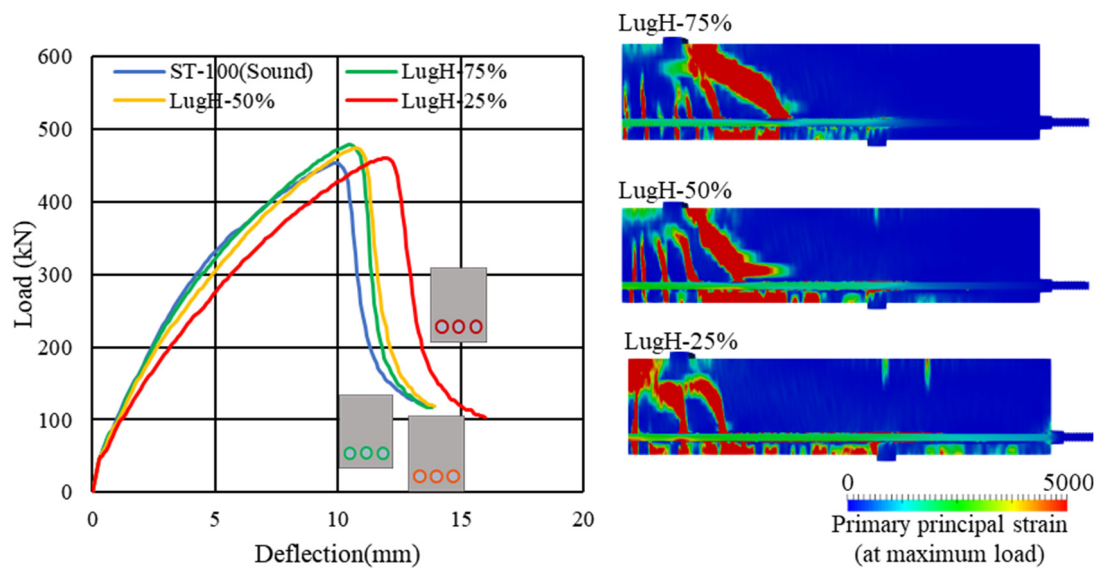 600
500
400
300
200
100
0
Load (kN)
0 5 10 15 20
Deflection(mm)
ST-100(Sound)
LugH-75%
LugH-50%
LugH-25%
LugH-75%
LugH-50%
LugH-25%
0 5000
Primary principal strain
(at maximum load)